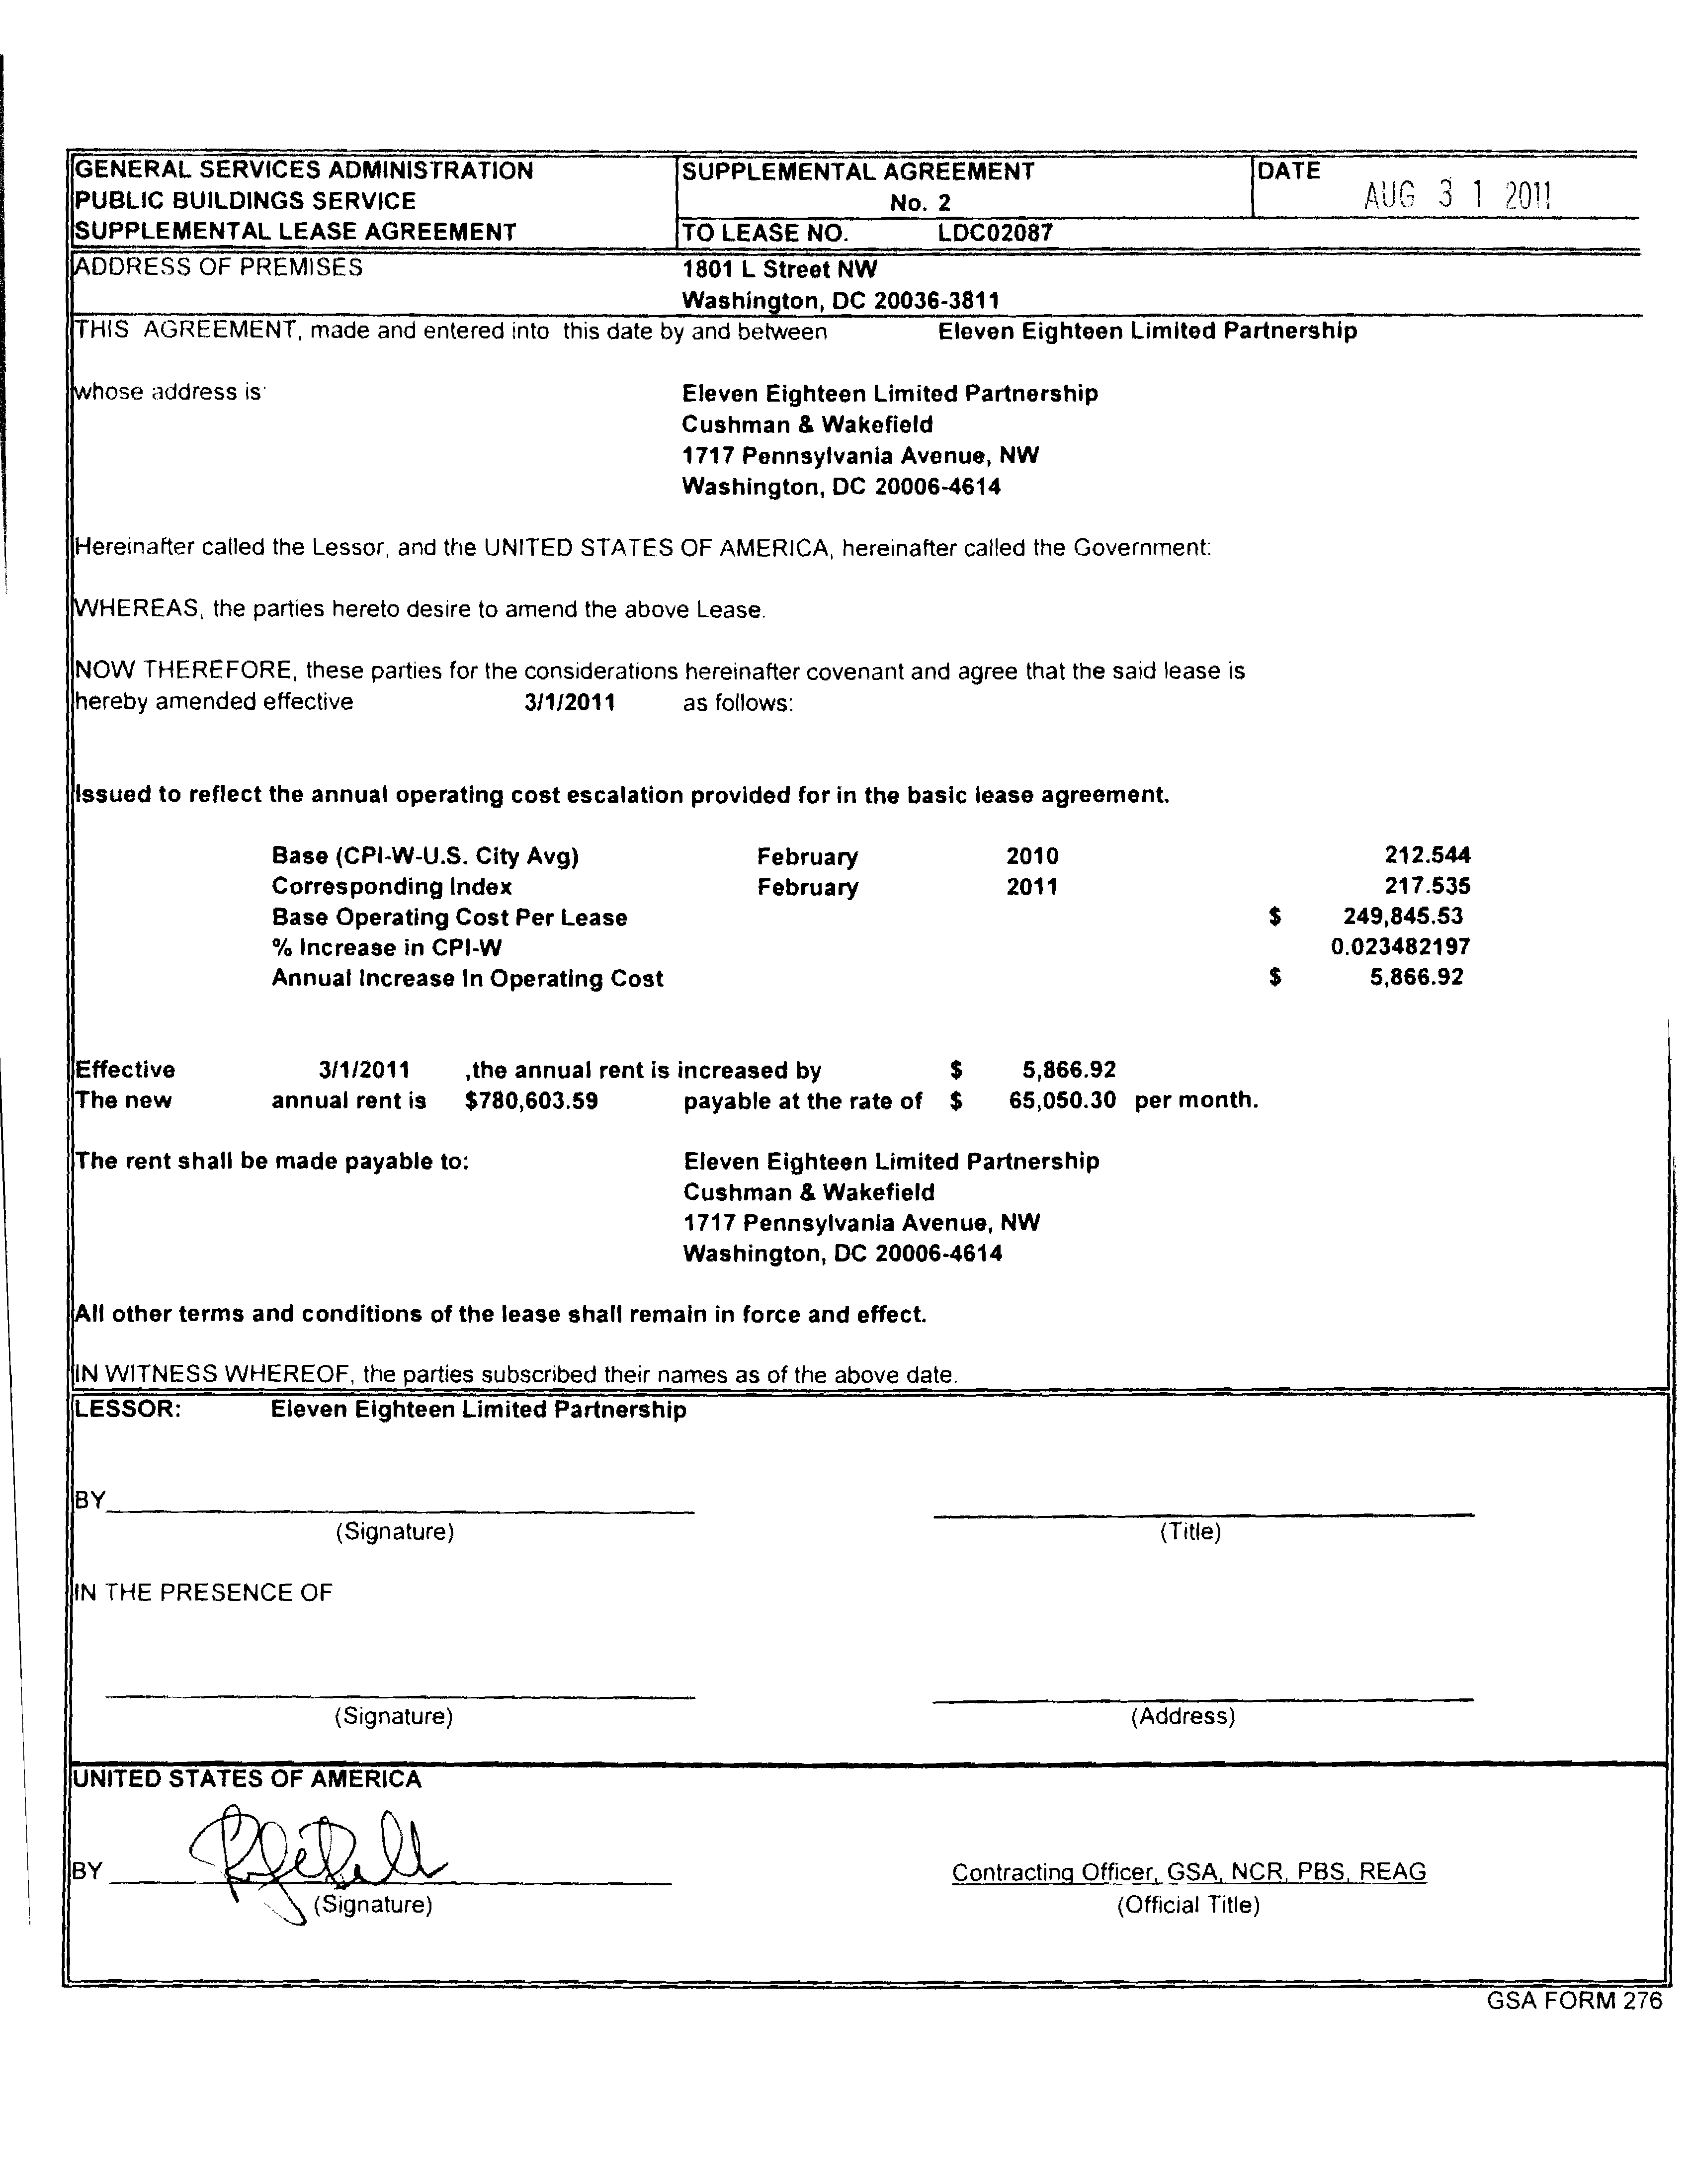 GENERAL SERVICES ADMINISTRATION
PUBLIC BUILDINGS SERVICE
SUPPLEMENTAL LEASE AGREEMENT
SUPPLEMENTAL AGREEMENT
No. 2
TO LEASE NO. LDC02087
DATE
AUG 3 1 2011
ADDRESS OF PREMISES
1801 L Street NW
Washington, DC 20036-3811
THIS AGREEMENT, made and entered into this date by and between Eleven Eighteen Limited Partnership
whose address is:
Eleven Eighteen Limited Partnership
Cushman & Wakefield
1717 Pennsylvania Avenue, NW
Washington, DC 20006-4614
Hereinafter called the Lessor, and the UNITED STATES OF AMERICA, hereinafter called the Government:
WHEREAS, the parties hereto desire to amend the above Lease.
NOW THEREFORE, these parties for the considerations hereinafter covenant and agree that the said lease is
hereby amended effective 3/1/2011 as follows:
Issued to reflect the annual operating cost escalation provided for in the basic lease agreement.
Base (CPI-W-U.S. City Avg) February 2010 212.544
Corresponding Index February 2011 217.535
Base Operating Cost Per Lease $ 249,845.53
% Increase in CPI-W 0.023482197
Annual Increase In Operating Cost $ 5,866.92
Effective 3/1/2011 ,the annual rent is increased by $ 5,866.92
The new annual rent is $780,603.59 payable at the rate of $ 65,050.30 per month.
The rent shall be made payable to:
Eleven Eighteen Limited Partnership
Cushman & Wakefield
1717 Pennsylvania Avenue, NW
Washington, DC 20006-4614
All other terms and conditions of the lease shall remain in force and effect.
IN WITNESS WHEREOF, the parties subscribed their names as of the above date.
LESSOR: Eleven Eighteen Limited Partnership
BY
(Signature) (Title)
IN THE PRESENCE OF
(Signature) (Address)
UNITED STATES OF AMERICA
BY Contracting Officer, GSA, NCR, PBS, REAG
(Signature) (Official Title)
GSA FORM 276